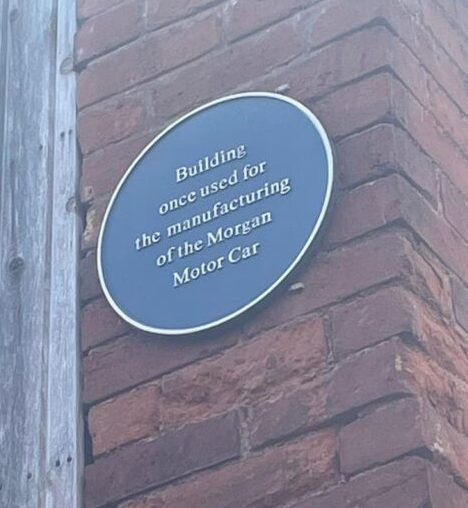 Building
once used for
the manufacturing
of the Morgan
Motor Car